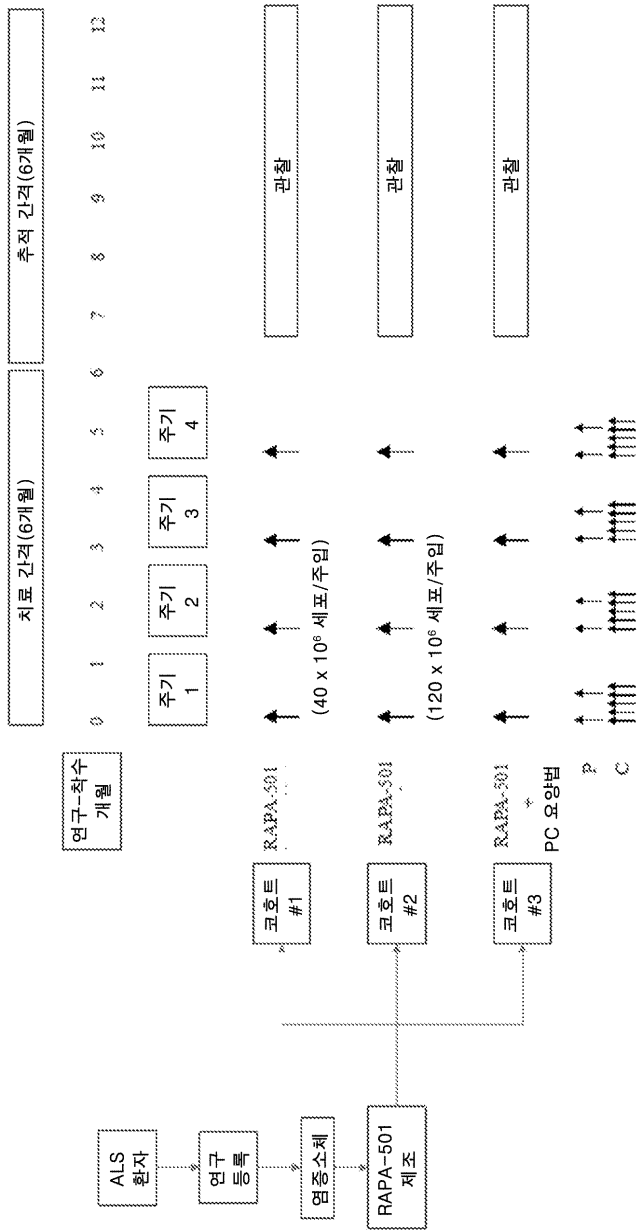 치료 간격(6개월)
추적 간격(6개월)
연구-착수
개월
0 1 2 3 4 5 6 7 8 9 10 11 12
주기
1
주기
2
주기
3
주기
4
ALS
환자
연구
등록
염증소체
RAPA-501
제조
코호트
#1
RAPA-501
(40 x 10⁶ 세포/주입)
관찰
코호트
#2
RAPA-501
(120 x 10⁶ 세포/주입)
관찰
코호트
#3
RAPA-501
+
PC 요양법
관찰
P
C